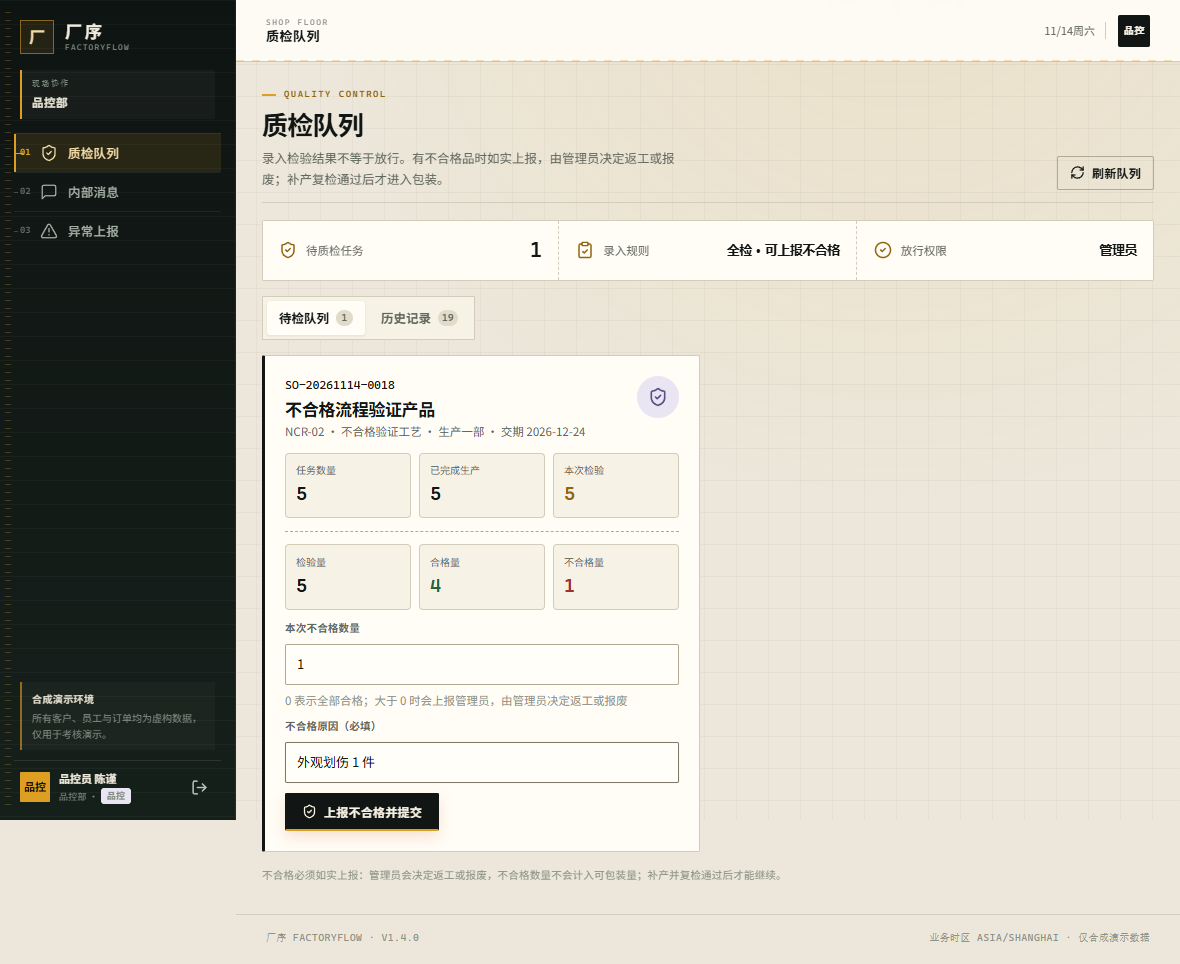 厂
厂序
FACTORYFLOW
现场协作
品控部
01 质检队列
02 内部消息
03 异常上报
合成演示环境
所有客户、员工与订单均为虚构数据，
仅用于考核演示。
品控
品控员 陈谨
品控部 · 品控
SHOP FLOOR
质检队列
11/14周六
品控
QUALITY CONTROL
质检队列
录入检验结果不等于放行。有不合格品时如实上报，由管理员决定返工或报
废；补产复检通过后才进入包装。
刷新队列
待质检任务 1
录入规则 全检 • 可上报不合格
放行权限 管理员
待检队列 1
历史记录 19
SO-20261114-0018
不合格流程验证产品
NCR-02 • 不合格验证工艺 • 生产一部 • 交期 2026-12-24
任务数量 已完成生产 本次检验
5 5 5
检验量 合格量 不合格量
5 4 1
本次不合格数量
1
0 表示全部合格；大于 0 时会上报管理员，由管理员决定返工或报废
不合格原因（必填）
外观划伤 1 件
上报不合格并提交
不合格必须如实上报：管理员会决定返工或报废，不合格数量不会计入可包装量；补产并复检通过后才能继续。
厂序 FACTORYFLOW · V1.4.0
业务时区 ASIA/SHANGHAI · 仅合成演示数据